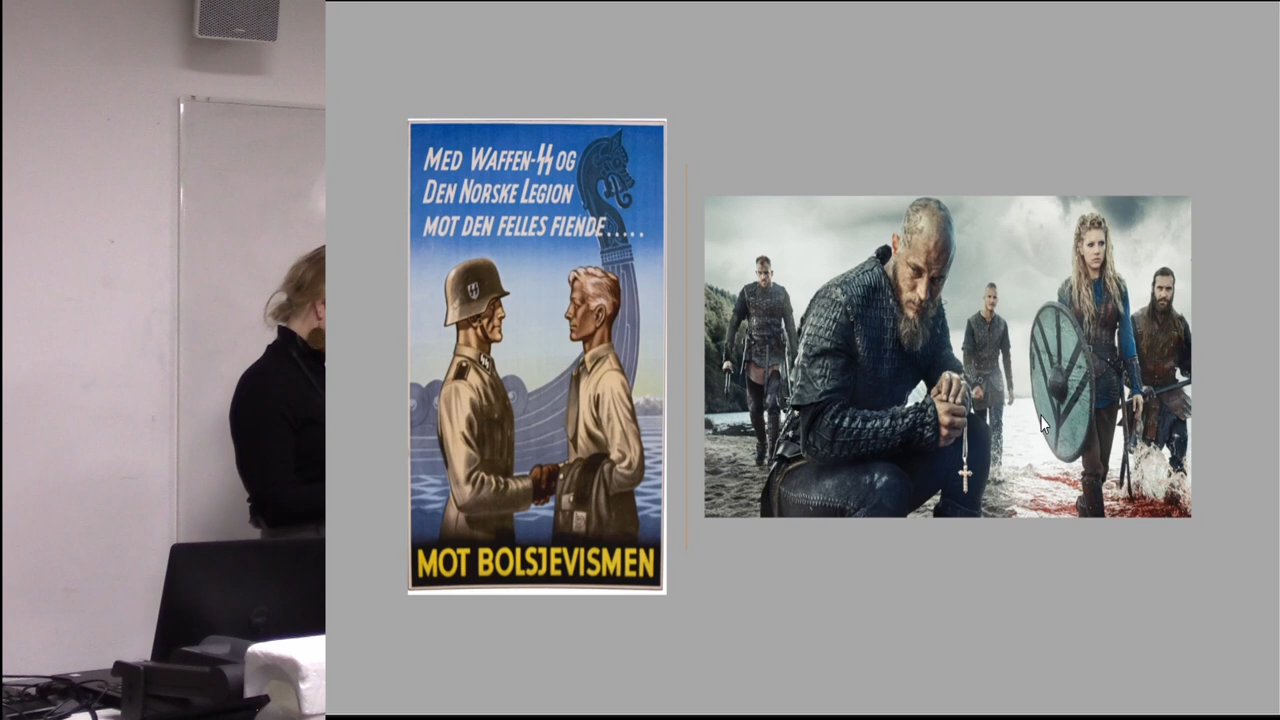 MED WAFFEN-SS OG
DEN NORSKE LEGION
MOT DEN FELLES FIENDE.....
MOT BOLSJEVISMEN